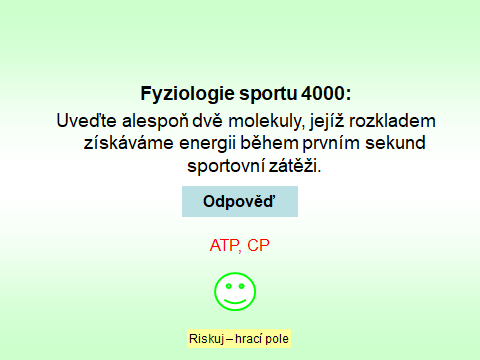 Fyziologie sportu 4000:
Uveďte alespoň dvě molekuly, jejíž rozkladem
získáváme energii během prvním sekund
sportovní zátěži.
Odpověď
ATP, CP
Riskuj – hrací pole